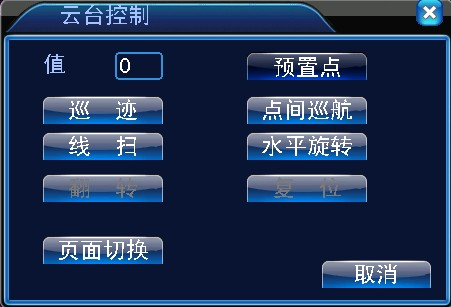 云台控制
值 0 预置点
巡 迹 点间巡航
线 扫 水平旋转
翻 转 复 位
页面切换
取消